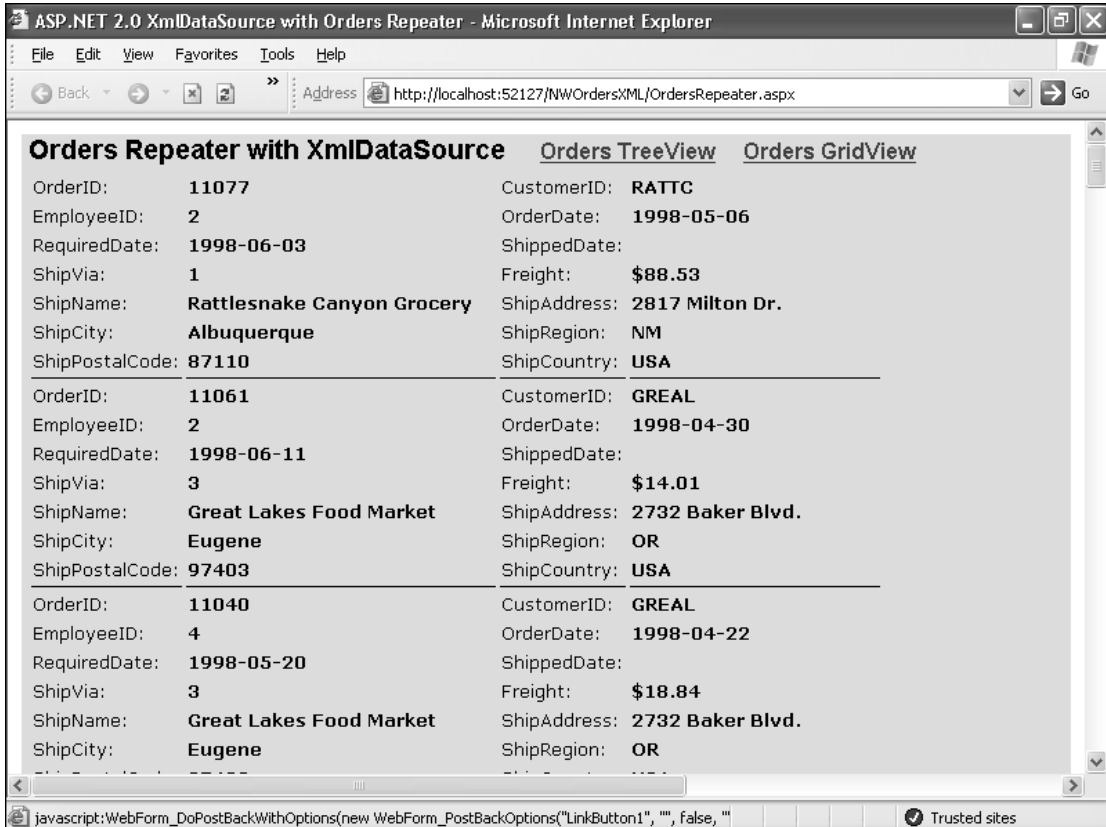 ASP.NET 2.0 XmlDataSource with Orders Repeater - Microsoft Internet Explorer
File Edit View Favorites Tools Help
Back » Address http://localhost:52127/NWOrdersXML/OrdersRepeater.aspx Go
Orders Repeater with XmlDataSource Orders TreeView Orders GridView
OrderID: 11077 CustomerID: RATTC
EmployeeID: 2 OrderDate: 1998-05-06
RequiredDate: 1998-06-03 ShippedDate:
ShipVia: 1 Freight: $88.53
ShipName: Rattlesnake Canyon Grocery ShipAddress: 2817 Milton Dr.
ShipCity: Albuquerque ShipRegion: NM
ShipPostalCode: 87110 ShipCountry: USA
OrderID: 11061 CustomerID: GREAL
EmployeeID: 2 OrderDate: 1998-04-30
RequiredDate: 1998-06-11 ShippedDate:
ShipVia: 3 Freight: $14.01
ShipName: Great Lakes Food Market ShipAddress: 2732 Baker Blvd.
ShipCity: Eugene ShipRegion: OR
ShipPostalCode: 97403 ShipCountry: USA
OrderID: 11040 CustomerID: GREAL
EmployeeID: 4 OrderDate: 1998-04-22
RequiredDate: 1998-05-20 ShippedDate:
ShipVia: 3 Freight: $18.84
ShipName: Great Lakes Food Market ShipAddress: 2732 Baker Blvd.
ShipCity: Eugene ShipRegion: OR
javascript:WebForm_DoPostBackWithOptions(new WebForm_PostBackOptions("LinkButton1", "", false, "" Trusted sites